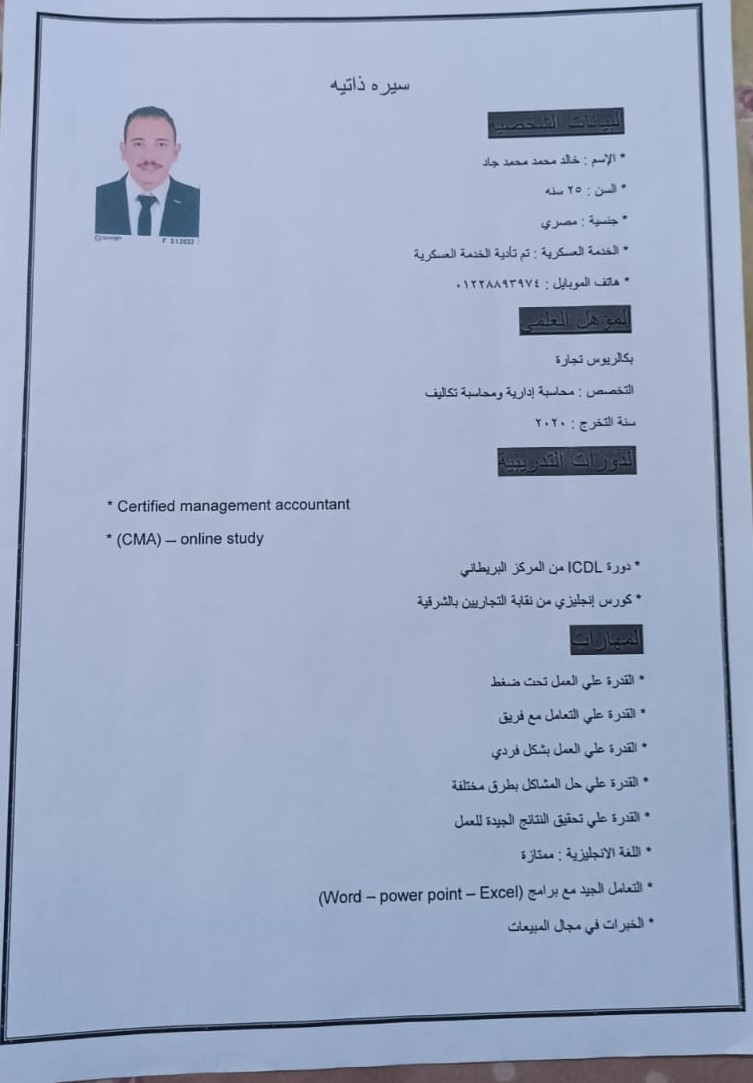 سيره ذاتيه
البيانات الشخصية
* الإسم : خالد محمد محمد جاد
* السن : ٢٥ سنه
* جنسية : مصري
* الخدمة العسكرية : تم تأدية الخدمة العسكرية
* هاتف الموبايل : ٠١٢٢٨٨٩٣٩٧٤
المؤهل العلمي
بكالريوس تجارة
التخصص : محاسبة إدارية ومحاسبة تكاليف
سنة التخرج : ٢٠٢٠
الدورات التدريبية
* Certified management accountant
* (CMA) – online study
* دورة ICDL من المركز البريطاني
* كورس إنجليزي من نقابة التجاريين بالشرقية
المهارات
* القدرة علي العمل تحت ضغط
* القدرة علي التعامل مع فريق
* القدرة علي العمل بشكل فردي
* القدرة علي حل المشاكل بطرق مختلفة
* القدرة علي تحقيق النتائج الجيدة للعمل
* اللغة الانجليزية : ممتازة
* التعامل الجيد مع برامج (Word – power point – Excel)
* الخبرات في مجال المبيعات